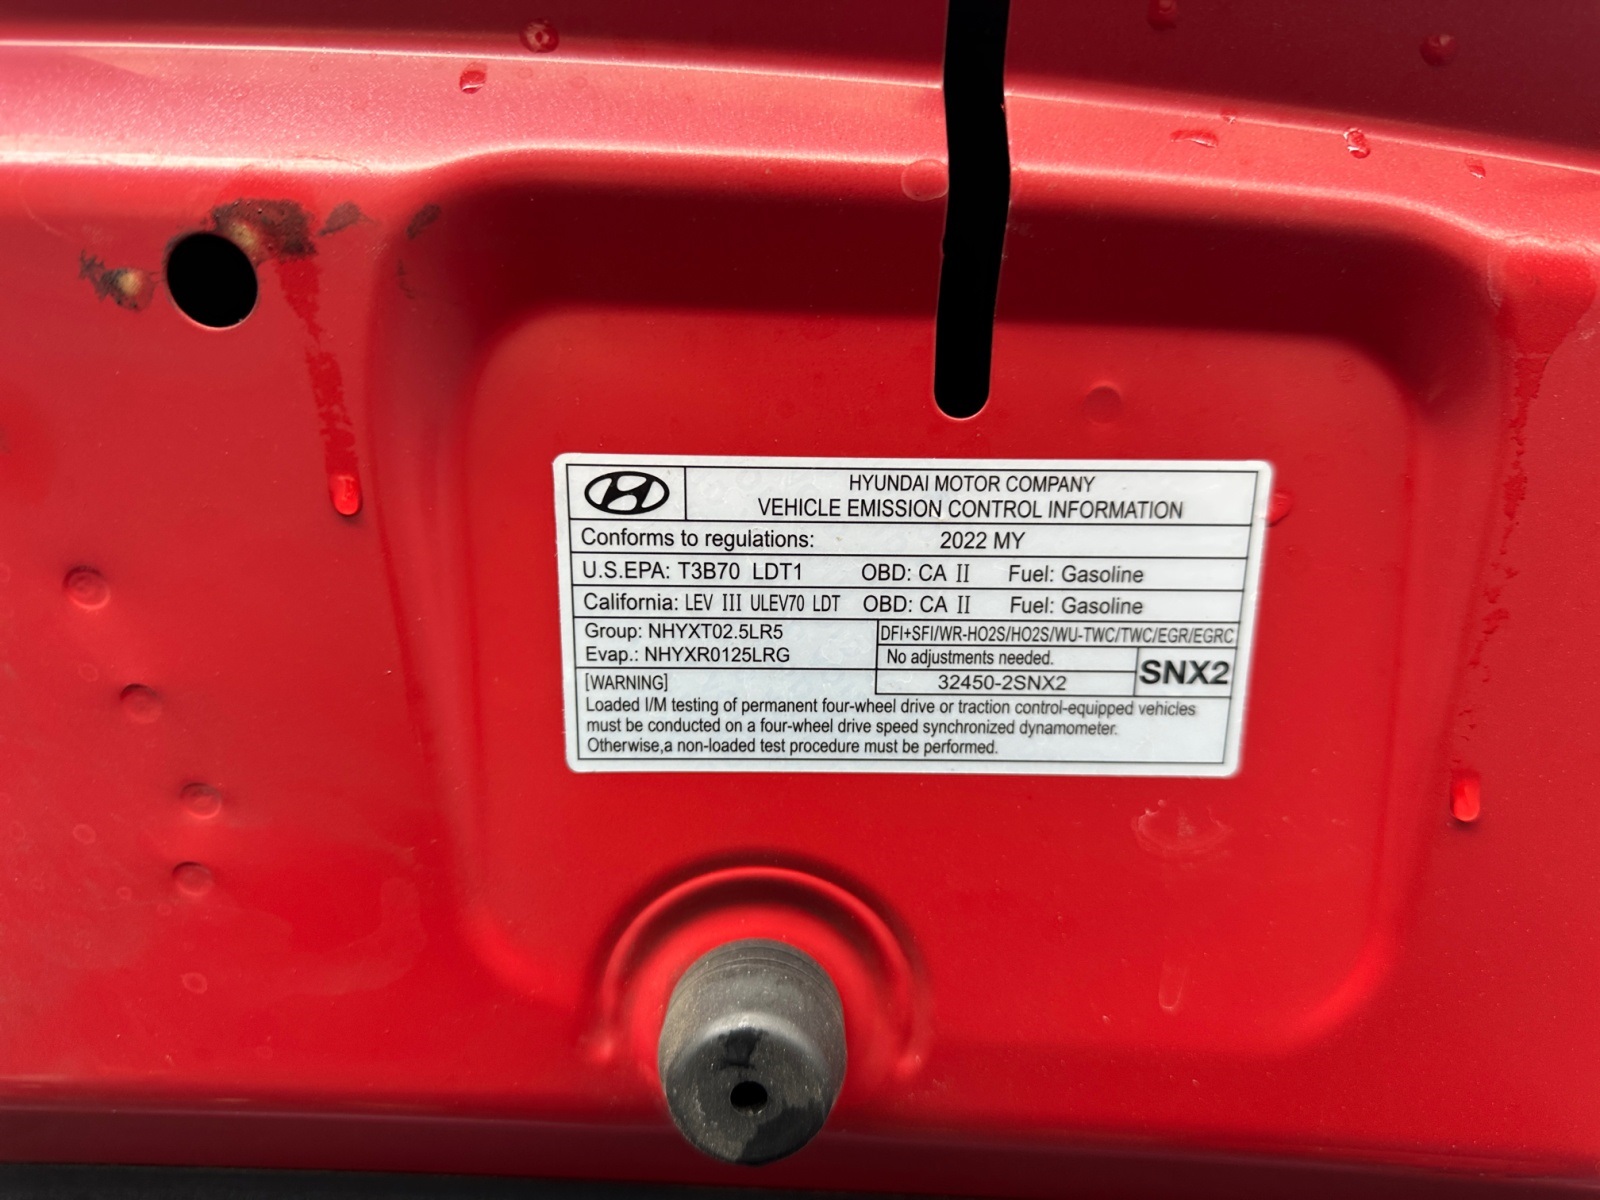 HYUNDAI MOTOR COMPANY
VEHICLE EMISSION CONTROL INFORMATION
Conforms to regulations: 2022 MY
U.S.EPA: T3B70 LDT1 OBD: CA II Fuel: Gasoline
California: LEV III ULEV70 LDT OBD: CA II Fuel: Gasoline
Group: NHYXT02.5LR5
Evap.: NHYXR0125LRG
DFI+SFI/WR-HO2S/HO2S/WU-TWC/TWC/EGR/EGRC
No adjustments needed.
32450-2SNX2
SNX2
[WARNING]
Loaded I/M testing of permanent four-wheel drive or traction control-equipped vehicles
must be conducted on a four-wheel drive speed synchronized dynamometer.
Otherwise,a non-loaded test procedure must be performed.